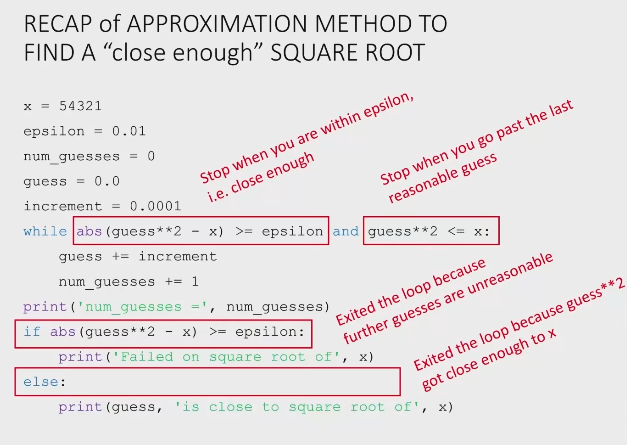 RECAP of APPROXIMATION METHOD TO
FIND A “close enough” SQUARE ROOT
x = 54321
epsilon = 0.01
num_guesses = 0
guess = 0.0
increment = 0.0001
while abs(guess**2 - x) >= epsilon and guess**2 <= x:
    guess += increment
    num_guesses += 1
print('num_guesses =', num_guesses)
if abs(guess**2 - x) >= epsilon:
    print('Failed on square root of', x)
else:
    print(guess, 'is close to square root of', x)
Stop when you are within epsilon,
i.e. close enough
Stop when you go past the last
reasonable guess
Exited the loop because
further guesses are unreasonable
Exited the loop because guess**2
got close enough to x